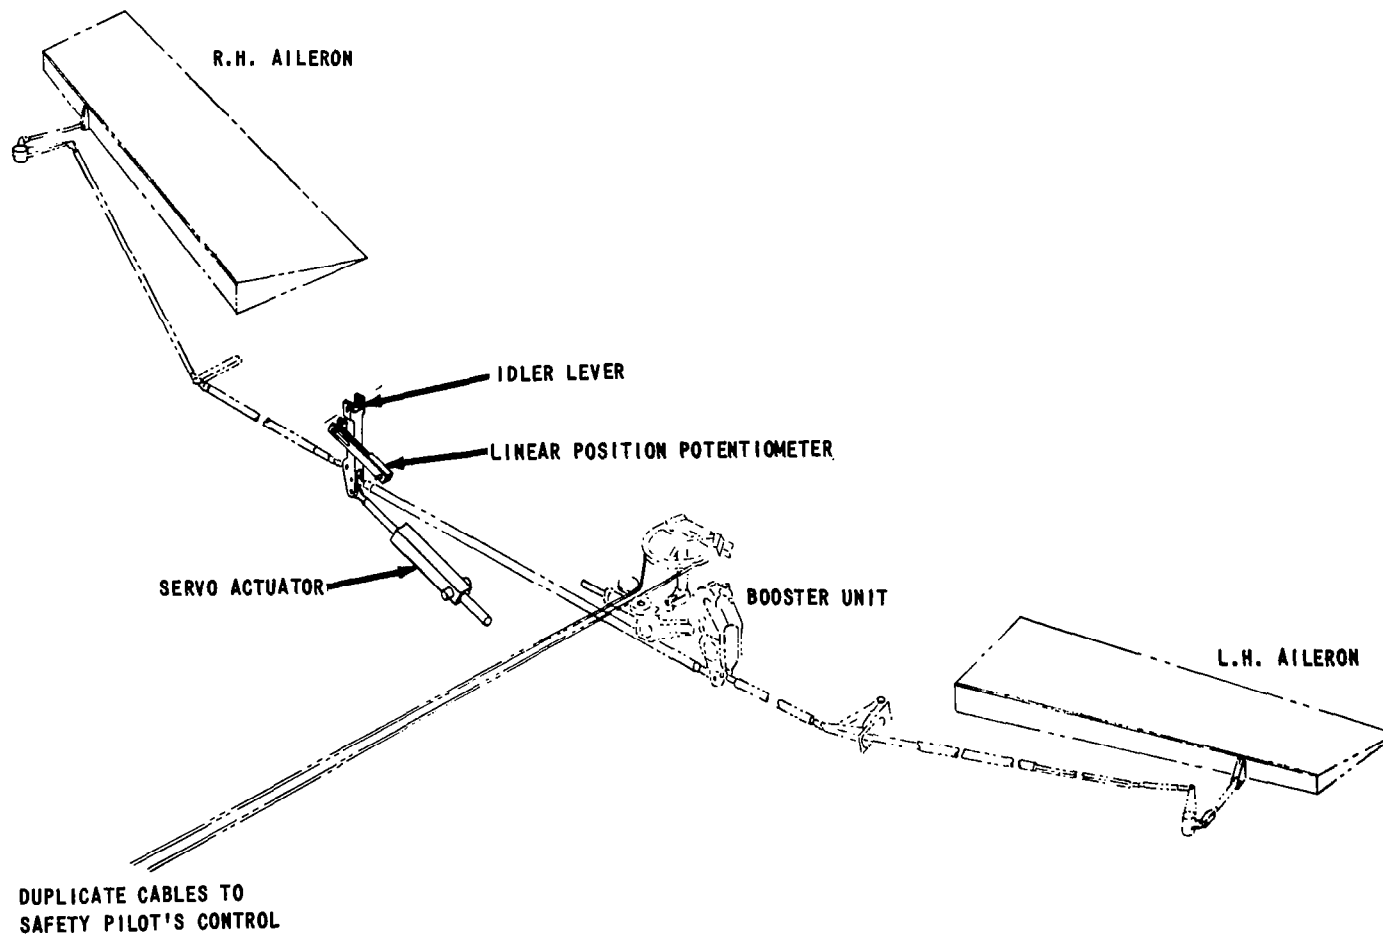 R.H. AILERON
IDLER LEVER
LINEAR POSITION POTENTIOMETER
SERVO ACTUATOR
BOOSTER UNIT
L.H. AILERON
DUPLICATE CABLES TO
SAFETY PILOT'S CONTROL